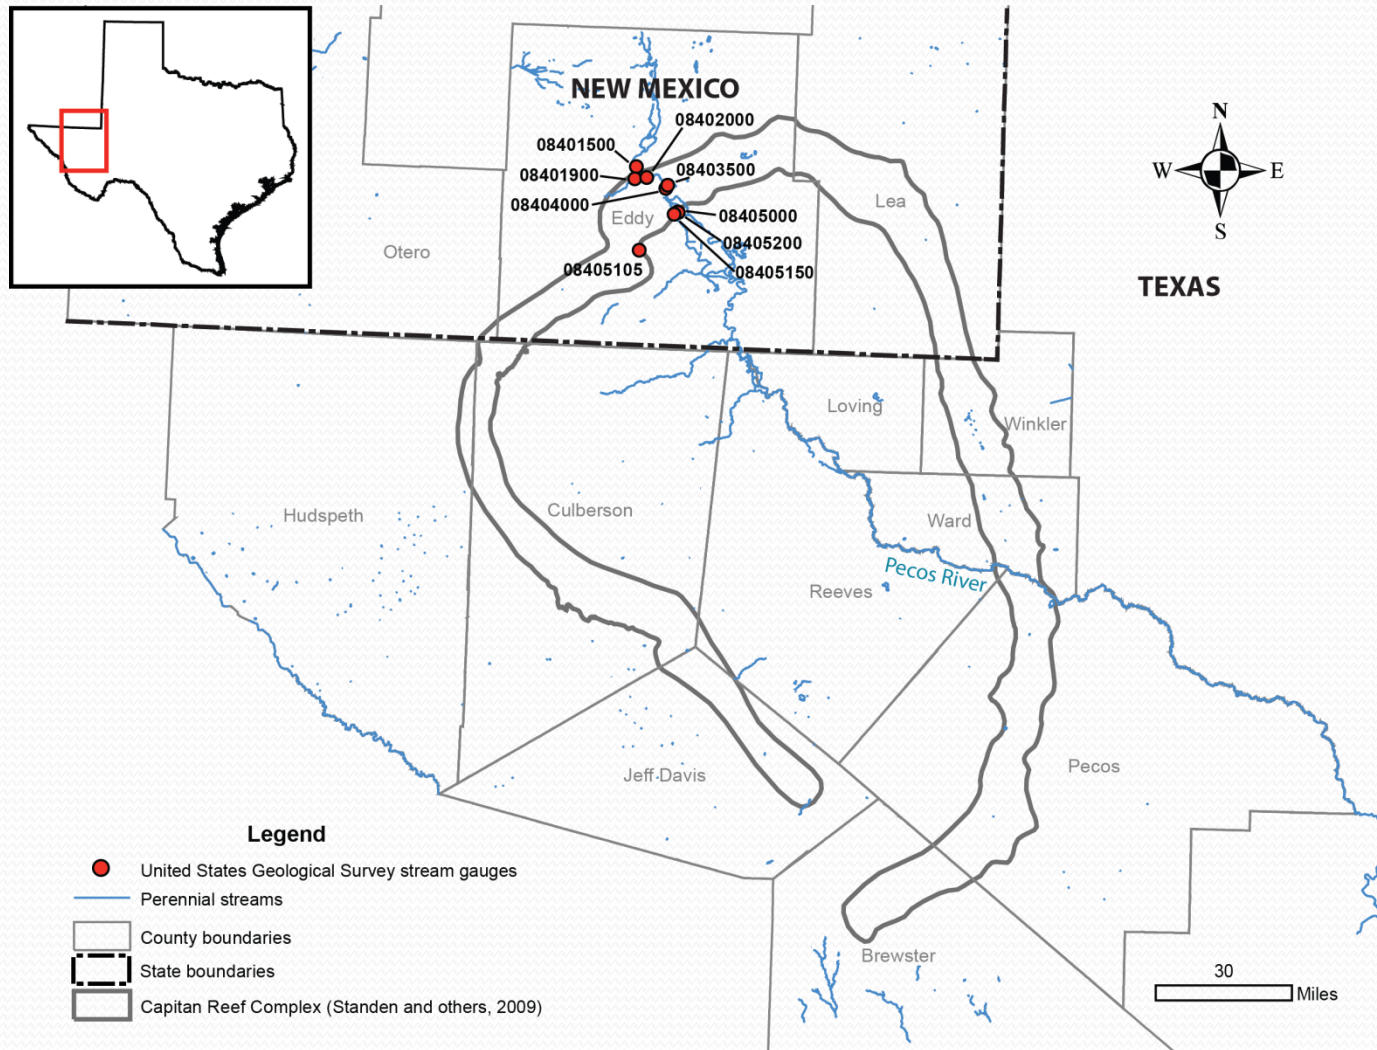 NEW MEXICO
08402000
08401500
08403500
08401900
08404000
Eddy
08405000
08405200
08405105
08405150
Lea
Otero
N
W
E
S
TEXAS
Loving
Winkler
Culberson
Hudspeth
Ward
Pecos River
Reeves
Jeff Davis
Pecos
Brewster
Legend
United States Geological Survey stream gauges
Perennial streams
County boundaries
State boundaries
Capitan Reef Complex (Standen and others, 2009)
30
Miles